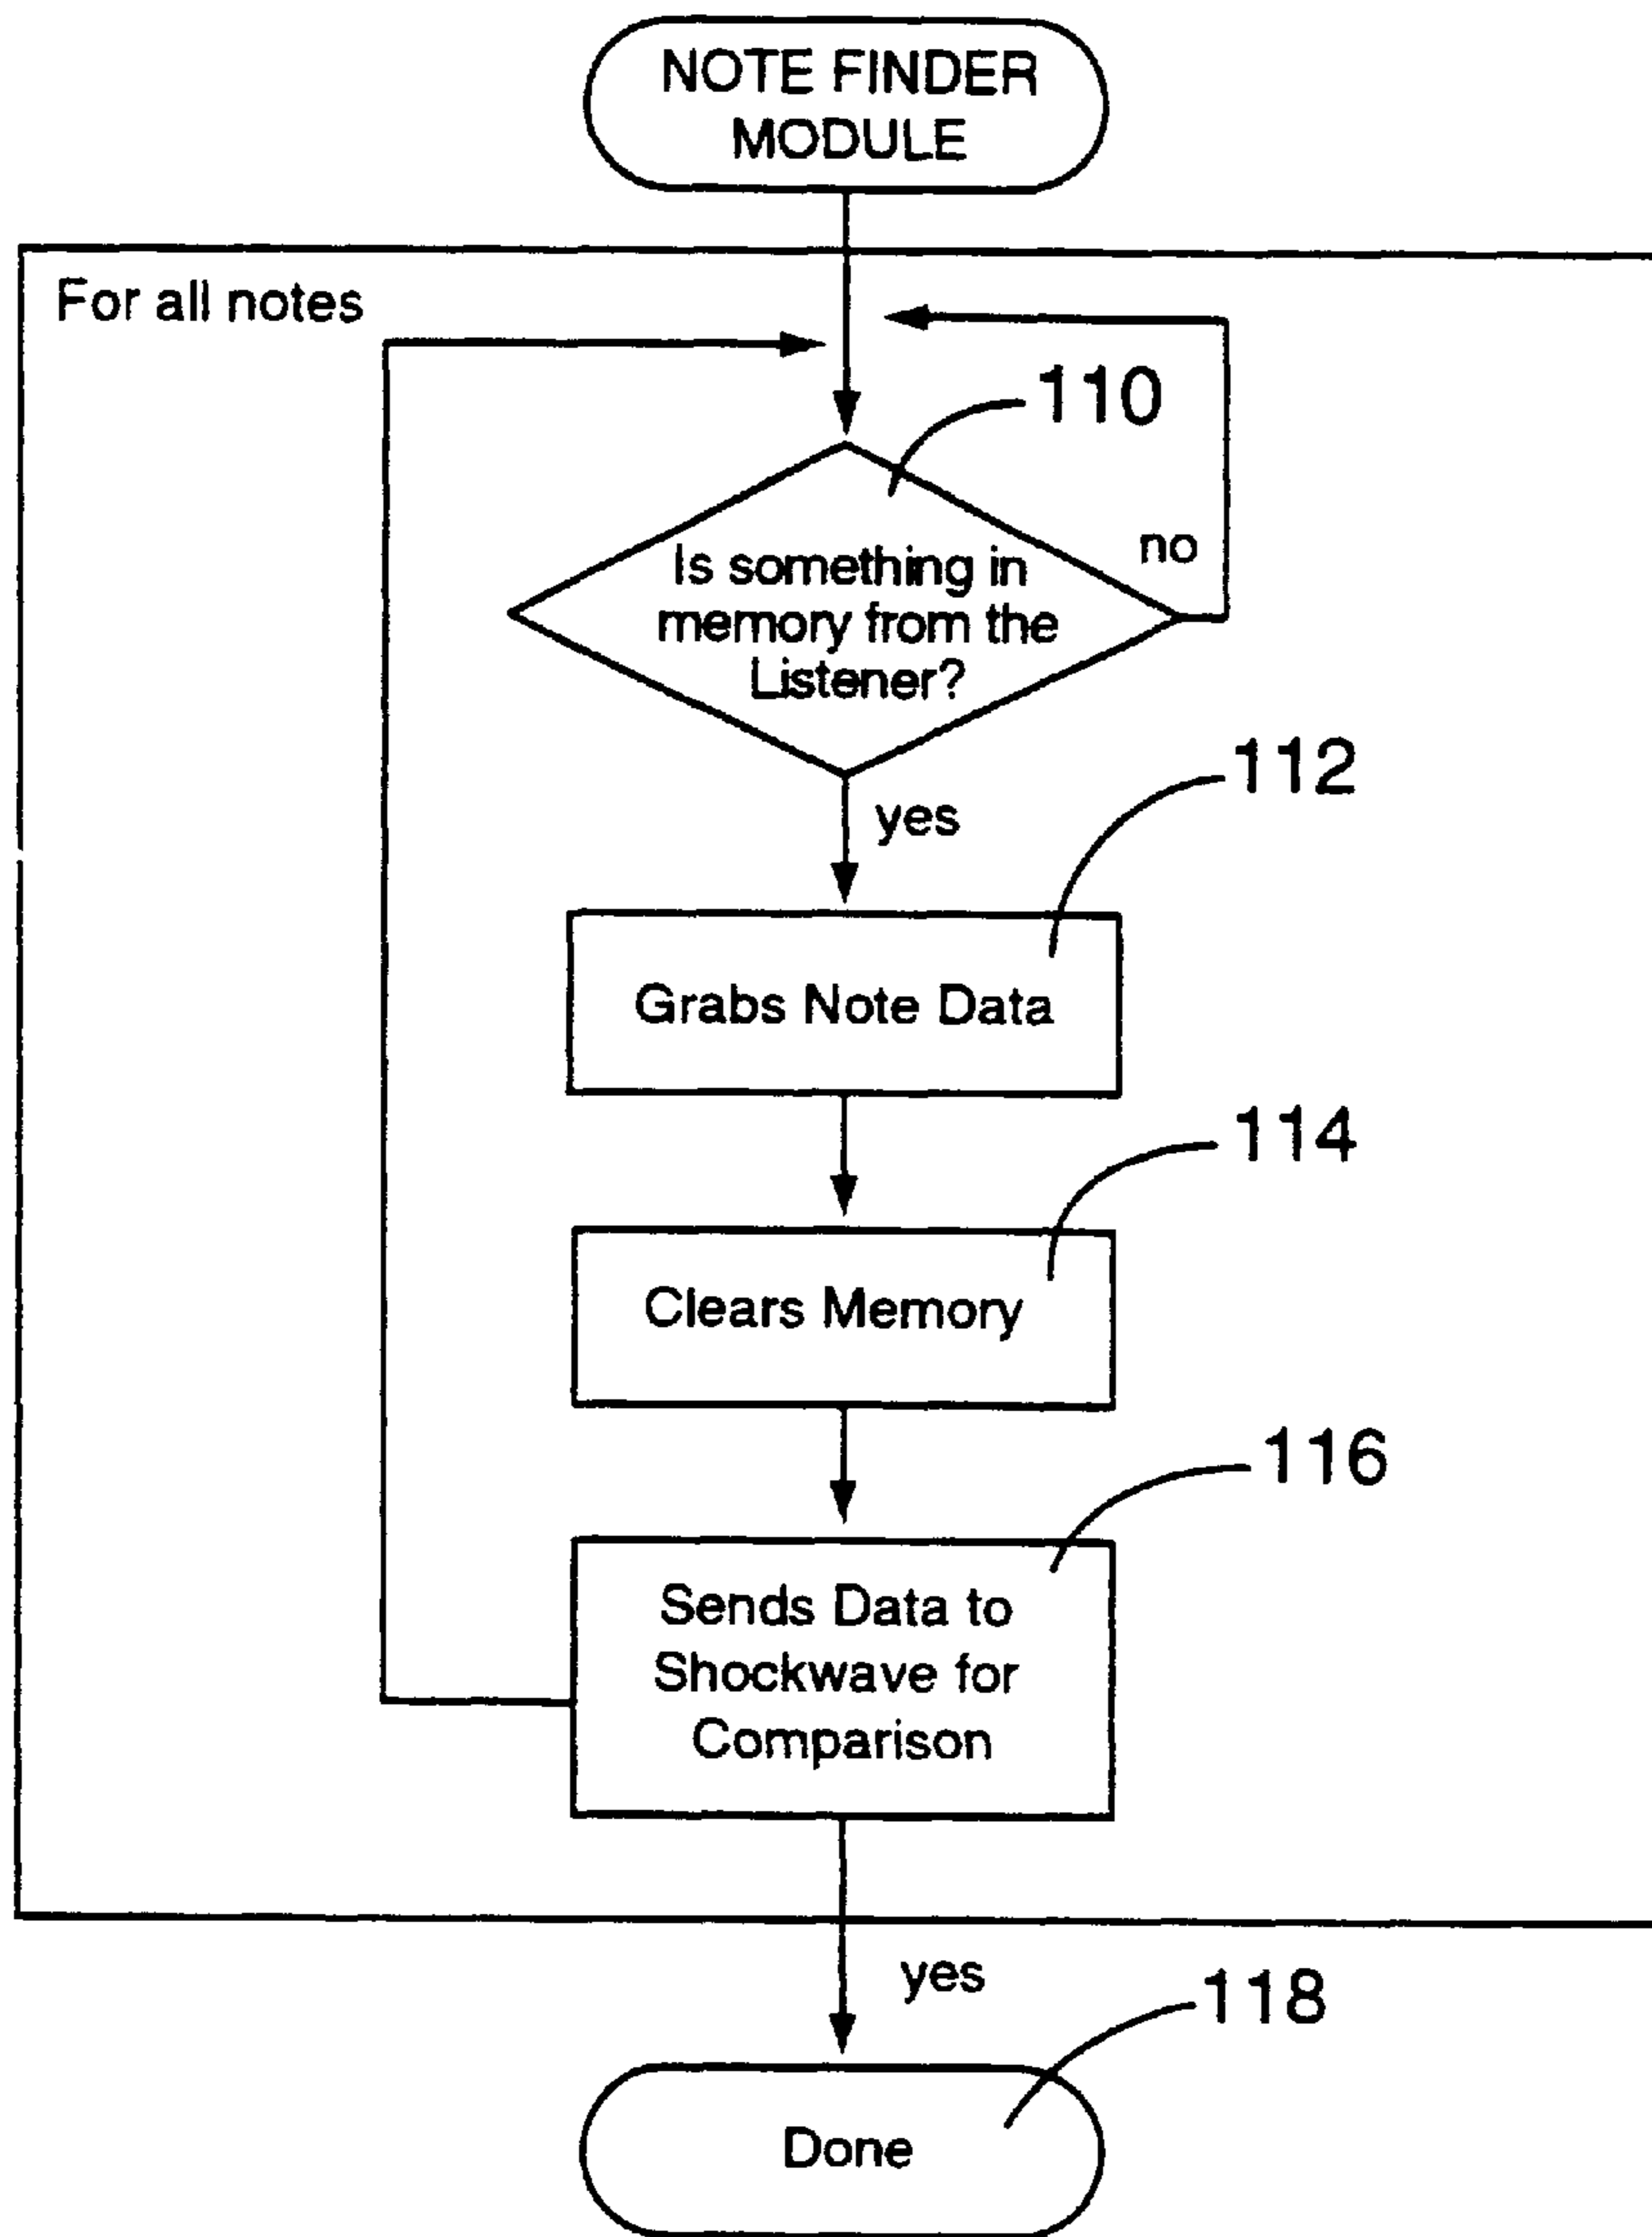 NOTE FINDER
MODULE
For all notes
110
no
Is something in
memory from the
Listener?
yes
112
Grabs Note Data
114
Clears Memory
116
Sends Data to
Shockwave for
Comparison
yes
118
Done